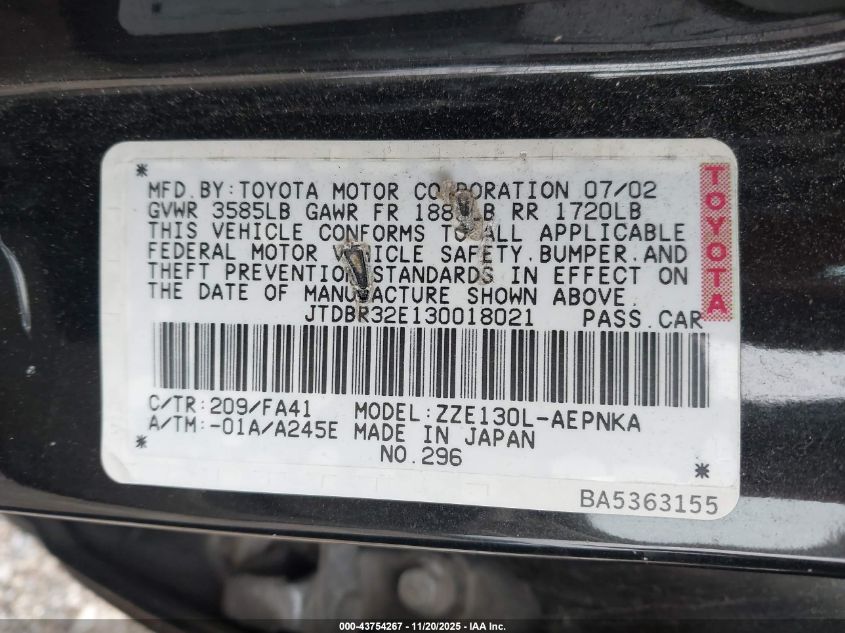 MFD. BY: TOYOTA MOTOR CORPORATION 07/02
GVWR 3585LB GAWR FR RR 1720LB
THIS VEHICLE CONFORMS TO ALL APPLICABLE
FEDERAL MOTOR VEHICLE SAFETY. BUMPER. AND
THEFT PREVENTION STANDARDS IN EFFECT ON
THE DATE OF MANUFACTURE SHOWN ABOVE.
JTDBR32E130018021 PASS. CAR
TOYOTA
C/TR: 209/FA41 MODEL: ZZE130L-AEPNKA
A/TM: -01A/A245E MADE IN JAPAN
NO. 296
BA5363155
000-43754267 | 11/20/2025 | IAA Inc.